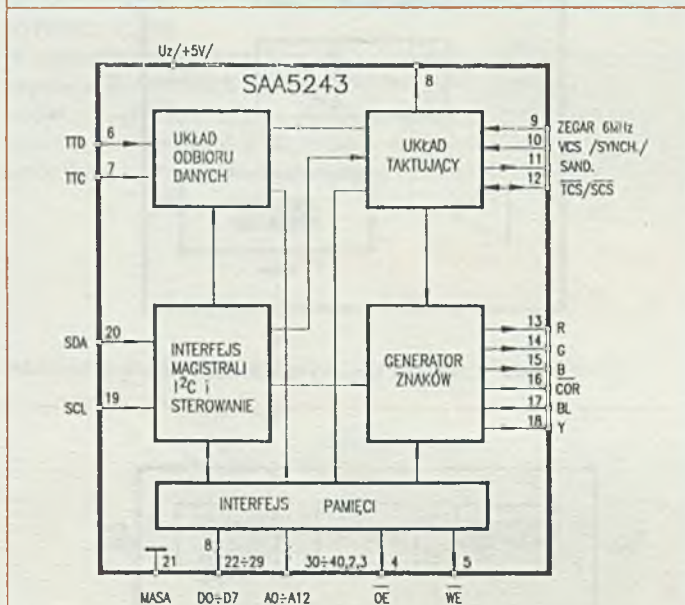 Uz/+5V/
SAA5243
8
TTD 6
TTC 7
UKŁAD
ODBIORU
DANYCH
UKŁAD
TAKTUJĄCY
9 ZEGAR 6MHz
10 VCS /SYNCH./
11 SAND.
12 TCS/SCS
SDA 20
SCL 19
INTERFEJS
MAGISTRALI
I²C i
STEROWANIE
GENERATOR
ZNAKÓW
13 R
14 G
15 B
16 COR
17 BL
18 Y
INTERFEJS PAMIĘCI
8
21 22÷29 30÷40,2,3 4 5
MASA D0÷D7 A0÷A12 OE WE